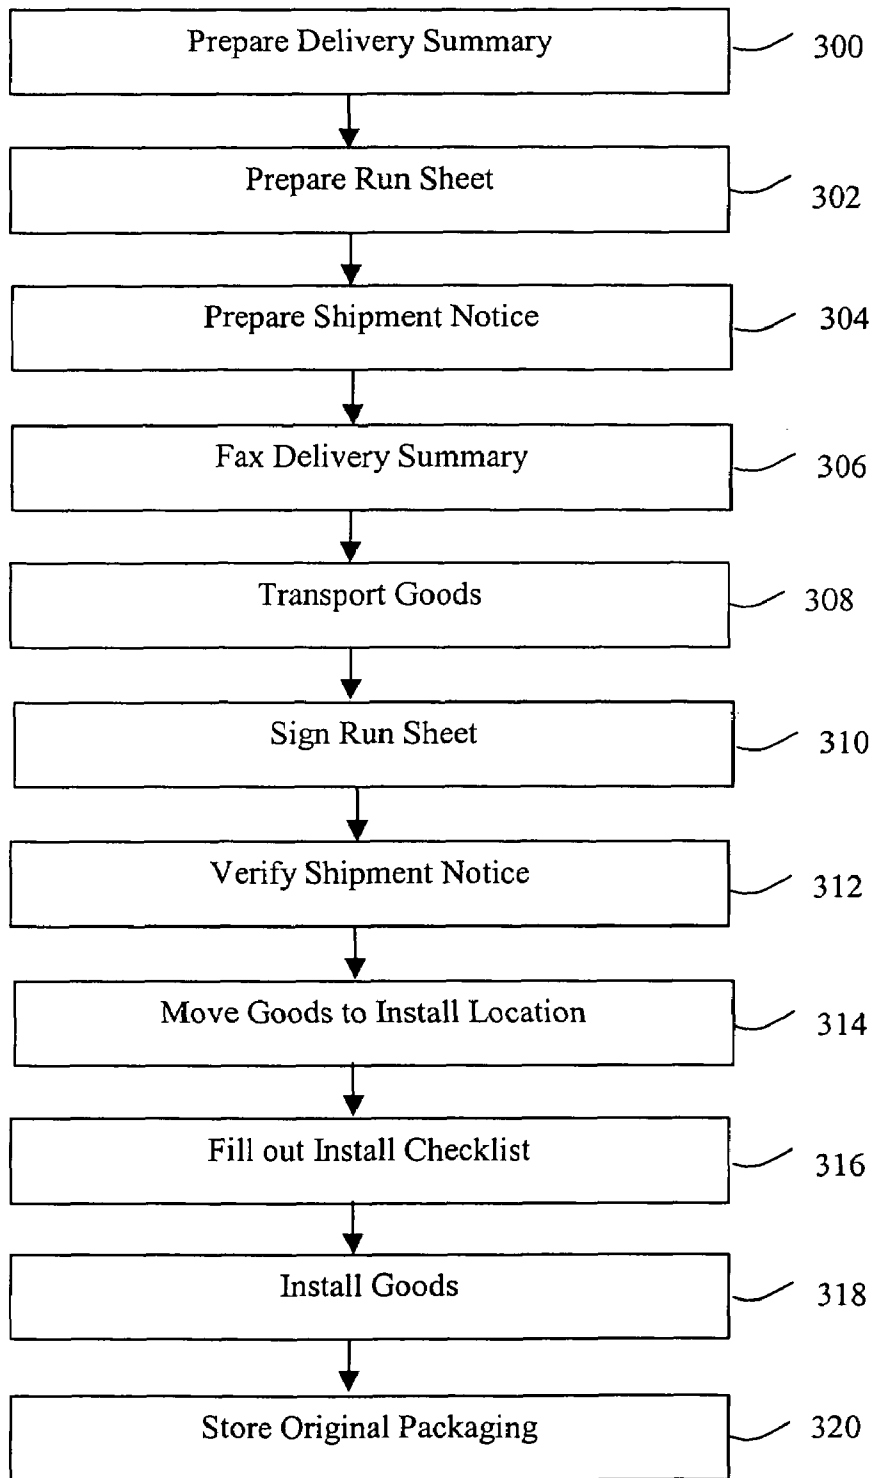 Prepare Delivery Summary 300
Prepare Run Sheet 302
Prepare Shipment Notice 304
Fax Delivery Summary 306
Transport Goods 308
Sign Run Sheet 310
Verify Shipment Notice 312
Move Goods to Install Location 314
Fill out Install Checklist 316
Install Goods 318
Store Original Packaging 320